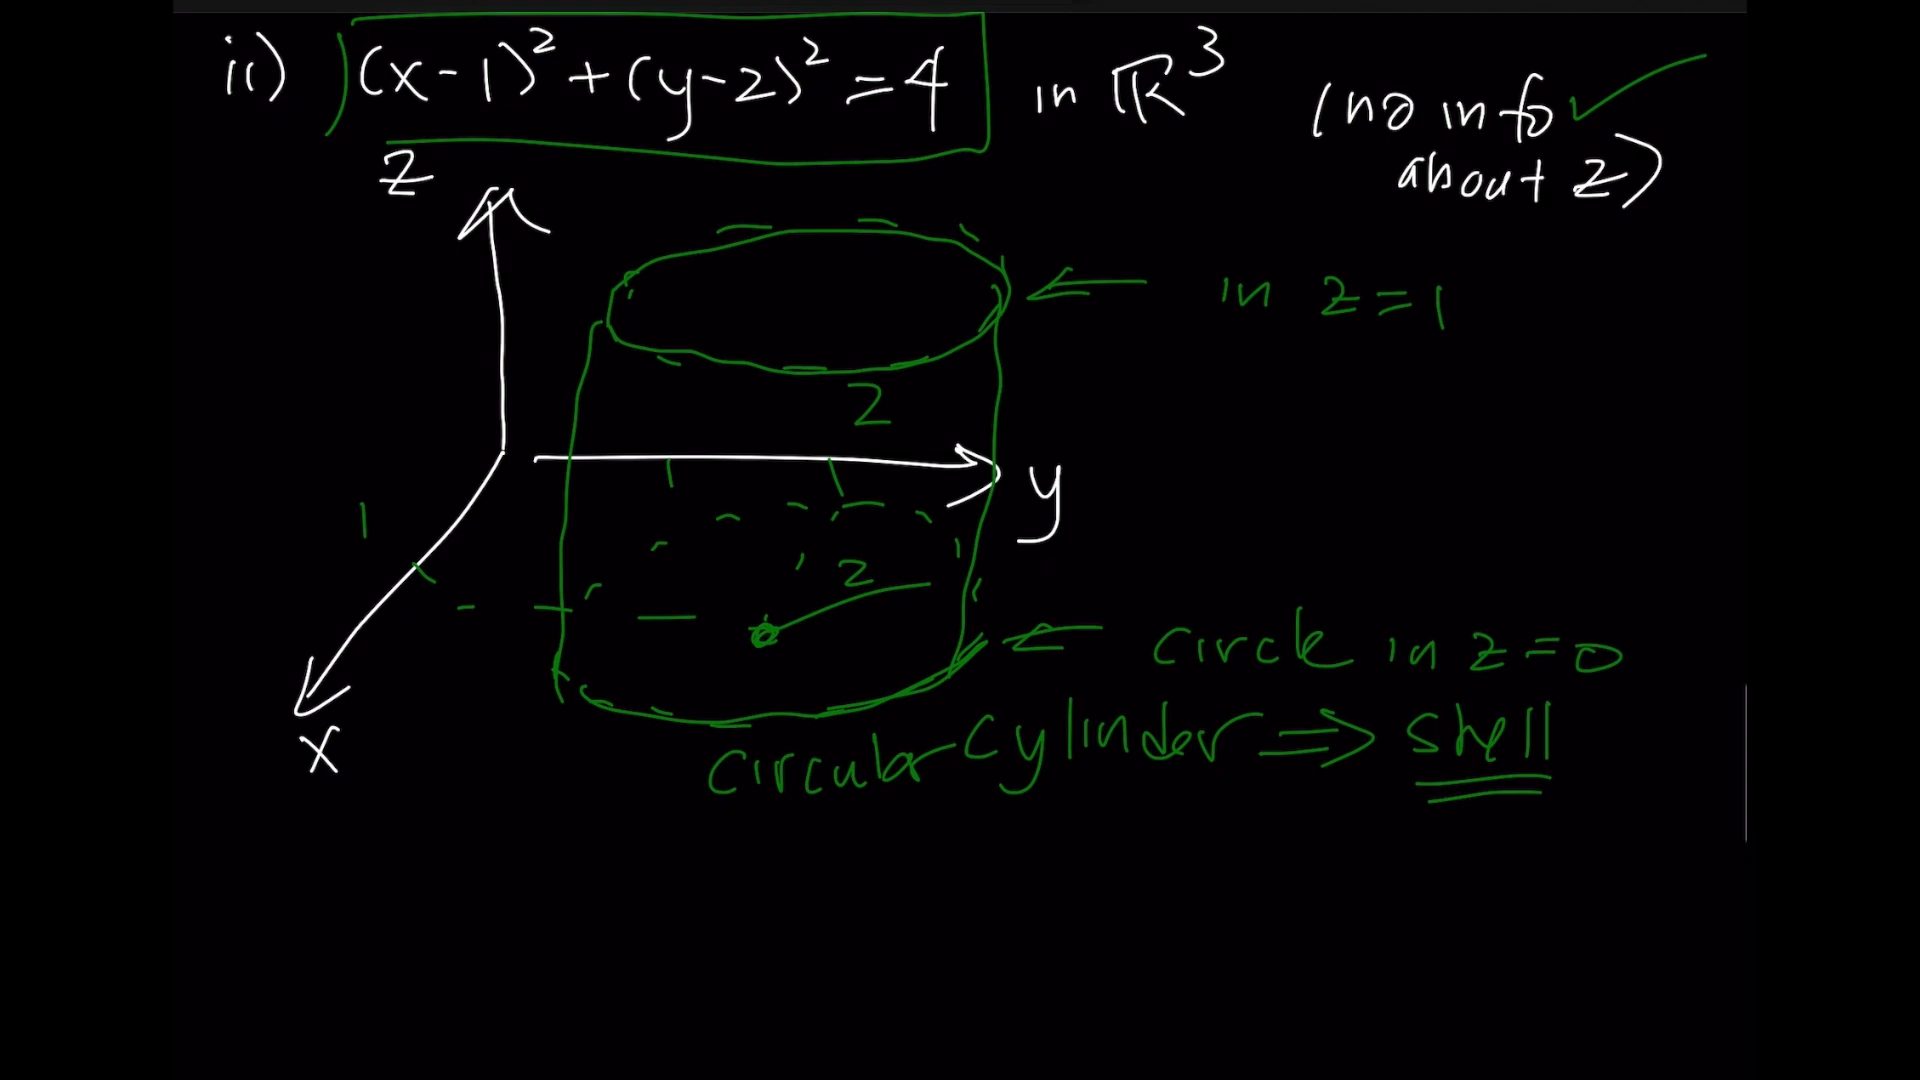 ii) (x-1)² + (y-2)² = 4 in ℝ³ (no info
about z)
z
in z = 1
2
y
1
2
circle in z = 0
circular cylinder ⇒ shell
x